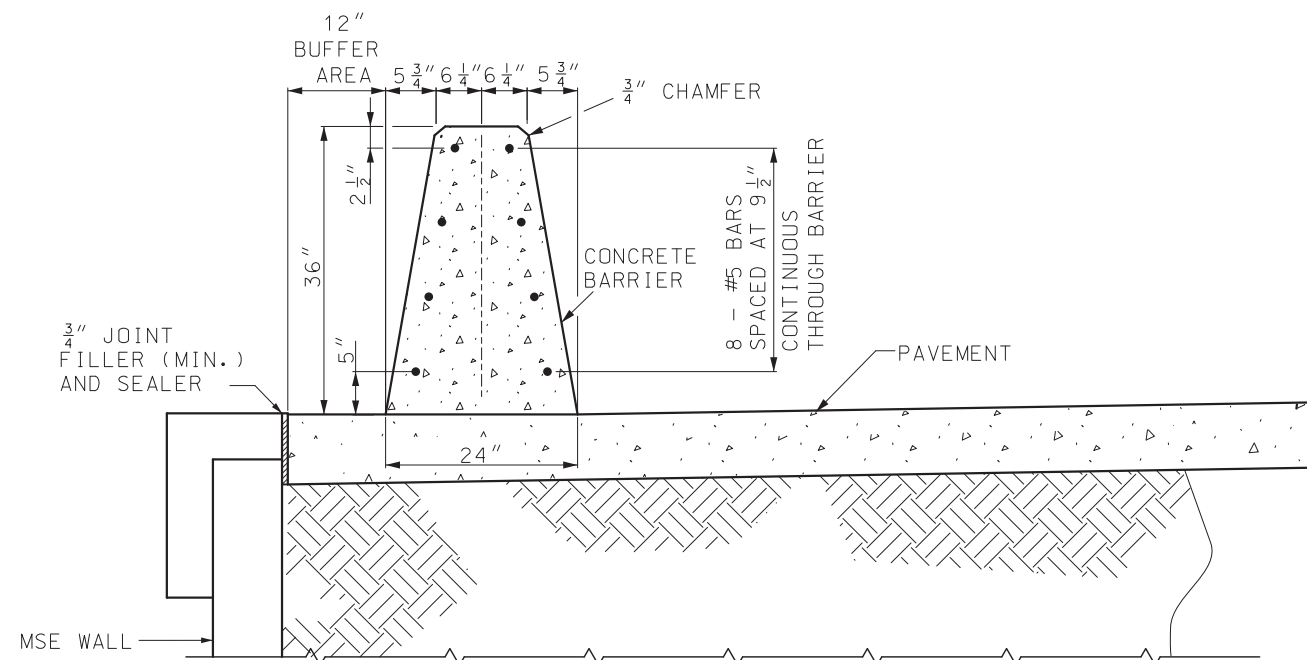 12"
BUFFER
AREA
5 3/4"
6 1/4"
6 1/4"
5 3/4"
3/4" CHAMFER
2 1/2"
36"
5"
8 - #5 BARS
SPACED AT 9 1/2"
CONTINUOUS
THROUGH BARRIER
CONCRETE
BARRIER
3/4" JOINT
FILLER (MIN.)
AND SEALER
PAVEMENT
24"
MSE WALL